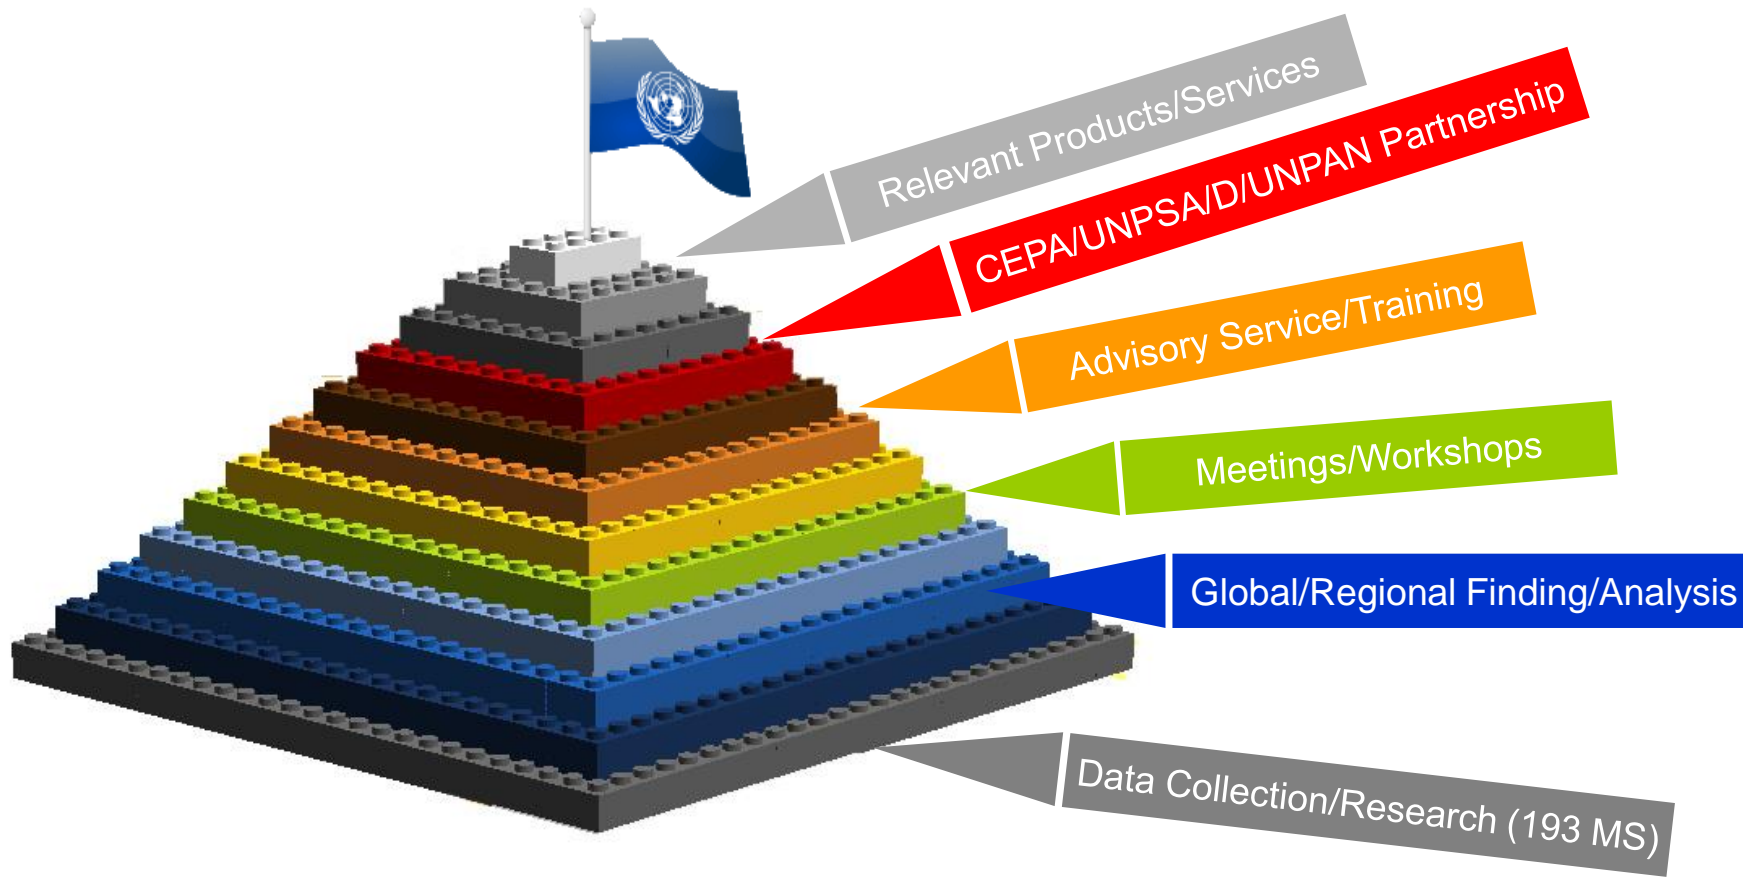 Relevant Products/Services
CEPA/UNPSA/D/UNPAN Partnership
Advisory Service/Training
Meetings/Workshops
Global/Regional Finding/Analysis
Data Collection/Research (193 MS)